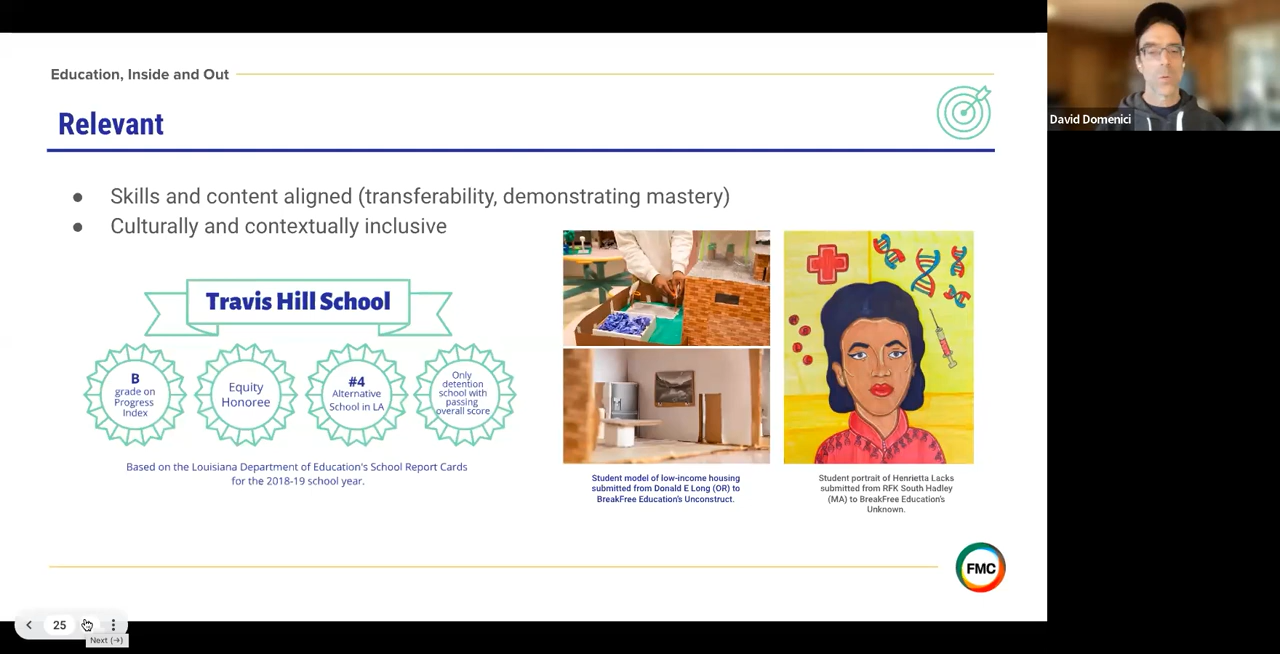 Education, Inside and Out
Relevant
● Skills and content aligned (transferability, demonstrating mastery)
● Culturally and contextually inclusive
Travis Hill School
B
grade on
Progress
Index
Equity
Honoree
#4
Alternative
School in LA
Only
detention
school with
passing
overall score
Based on the Louisiana Department of Education's School Report Cards
for the 2018-19 school year.
Student model of low-income housing
submitted from Donald E Long (OR) to
BreakFree Education's Unconstruct.
Student portrait of Henrietta Lacks
submitted from RFK South Hadley
(MA) to BreakFree Education's
Unknown.
FMC
25
Next (→)
David Domenici